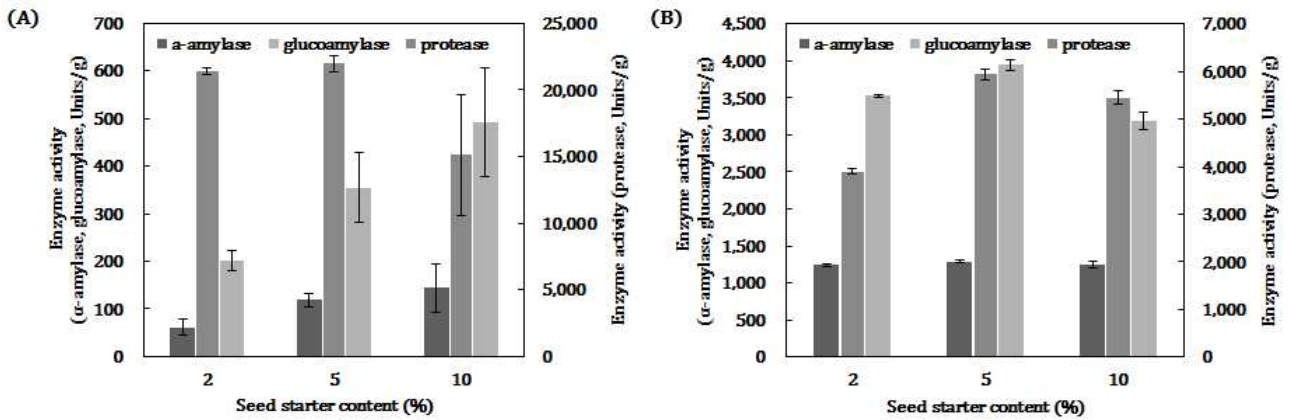 (A)
Enzyme activity
(α-amylase, glucoamylase, Units/g)
700
600
500
400
300
200
100
0
a-amylase glucoamylase protease
25,000
20,000
15,000
10,000
5,000
0
Enzyme activity (protease, Units/g)
2 5 10
Seed starter content (%)
(B)
Enzyme activity
(α-amylase, glucoamylase, Units/g)
4,500
4,000
3,500
3,000
2,500
2,000
1,500
1,000
500
0
a-amylase glucoamylase protease
7,000
6,000
5,000
4,000
3,000
2,000
1,000
0
Enzyme activity (protease, Units/g)
2 5 10
Seed starter content (%)